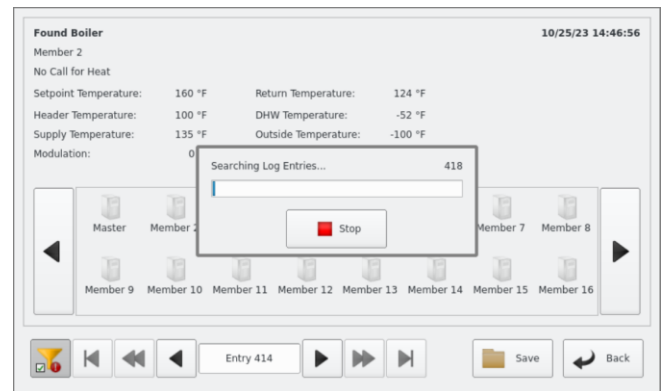 Found Boiler 10/25/23 14:46:56
Member 2
No Call for Heat
Setpoint Temperature: 160 °F Return Temperature: 124 °F
Header Temperature: 100 °F DHW Temperature: -52 °F
Supply Temperature: 135 °F Outside Temperature: -100 °F
Modulation: 0
Searching Log Entries... 418
Stop
Master Member Member 7 Member 8
Member 9 Member 10 Member 11 Member 12 Member 13 Member 14 Member 15 Member 16
Entry 414
Save
Back